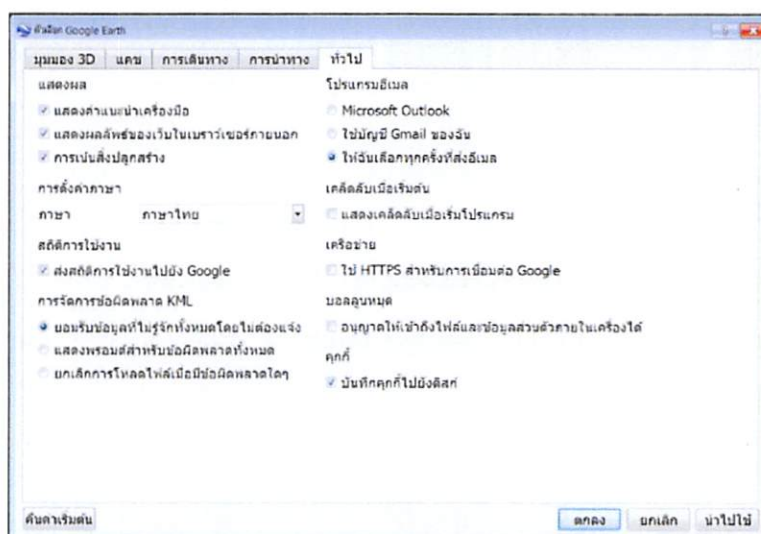 ตัวเลือก Google Earth
มุมมอง 3D แคช การเดินทาง การนำทาง ทั่วไป
แสดงผล
แสดงคำแนะนำเครื่องมือ
แสดงผลลัพธ์ของเว็บในเบราว์เซอร์ภายนอก
การเน้นสิ่งปลูกสร้าง
การตั้งค่าภาษา
ภาษา ภาษาไทย
สถิติการใช้งาน
ส่งสถิติการใช้งานไปยัง Google
การจัดการข้อผิดพลาด KML
ยอมรับข้อมูลที่ไม่รู้จักทั้งหมดโดยไม่ต้องแจ้ง
แสดงพรอมต์สำหรับข้อผิดพลาดทั้งหมด
ยกเลิกการโหลดไฟล์เมื่อมีข้อผิดพลาดใดๆ
โปรแกรมอีเมล
Microsoft Outlook
ใช้บัญชี Gmail ของฉัน
ให้ฉันเลือกทุกครั้งที่ส่งอีเมล
เคล็ดลับเมื่อเริ่มต้น
แสดงเคล็ดลับเมื่อเริ่มโปรแกรม
เครือข่าย
ใช้ HTTPS สำหรับการเชื่อมต่อ Google
บอลลูนหมุด
อนุญาตให้เข้าถึงไฟล์และข้อมูลส่วนตัวภายในเครื่องได้
คุกกี้
บันทึกคุกกี้ไปยังดิสก์
คืนค่าเริ่มต้น ตกลง ยกเลิก นำไปใช้